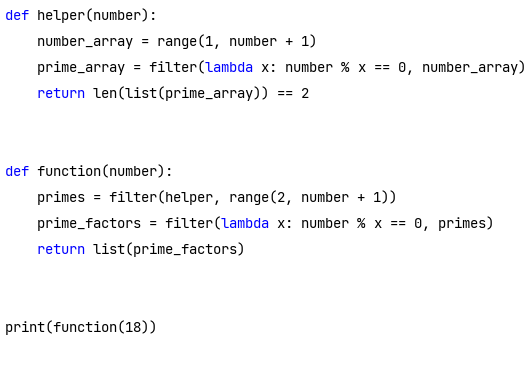 def helper(number):
    number_array = range(1, number + 1)
    prime_array = filter(lambda x: number % x == 0, number_array)
    return len(list(prime_array)) == 2
def function(number):
    primes = filter(helper, range(2, number + 1))
    prime_factors = filter(lambda x: number % x == 0, primes)
    return list(prime_factors)
print(function(18))